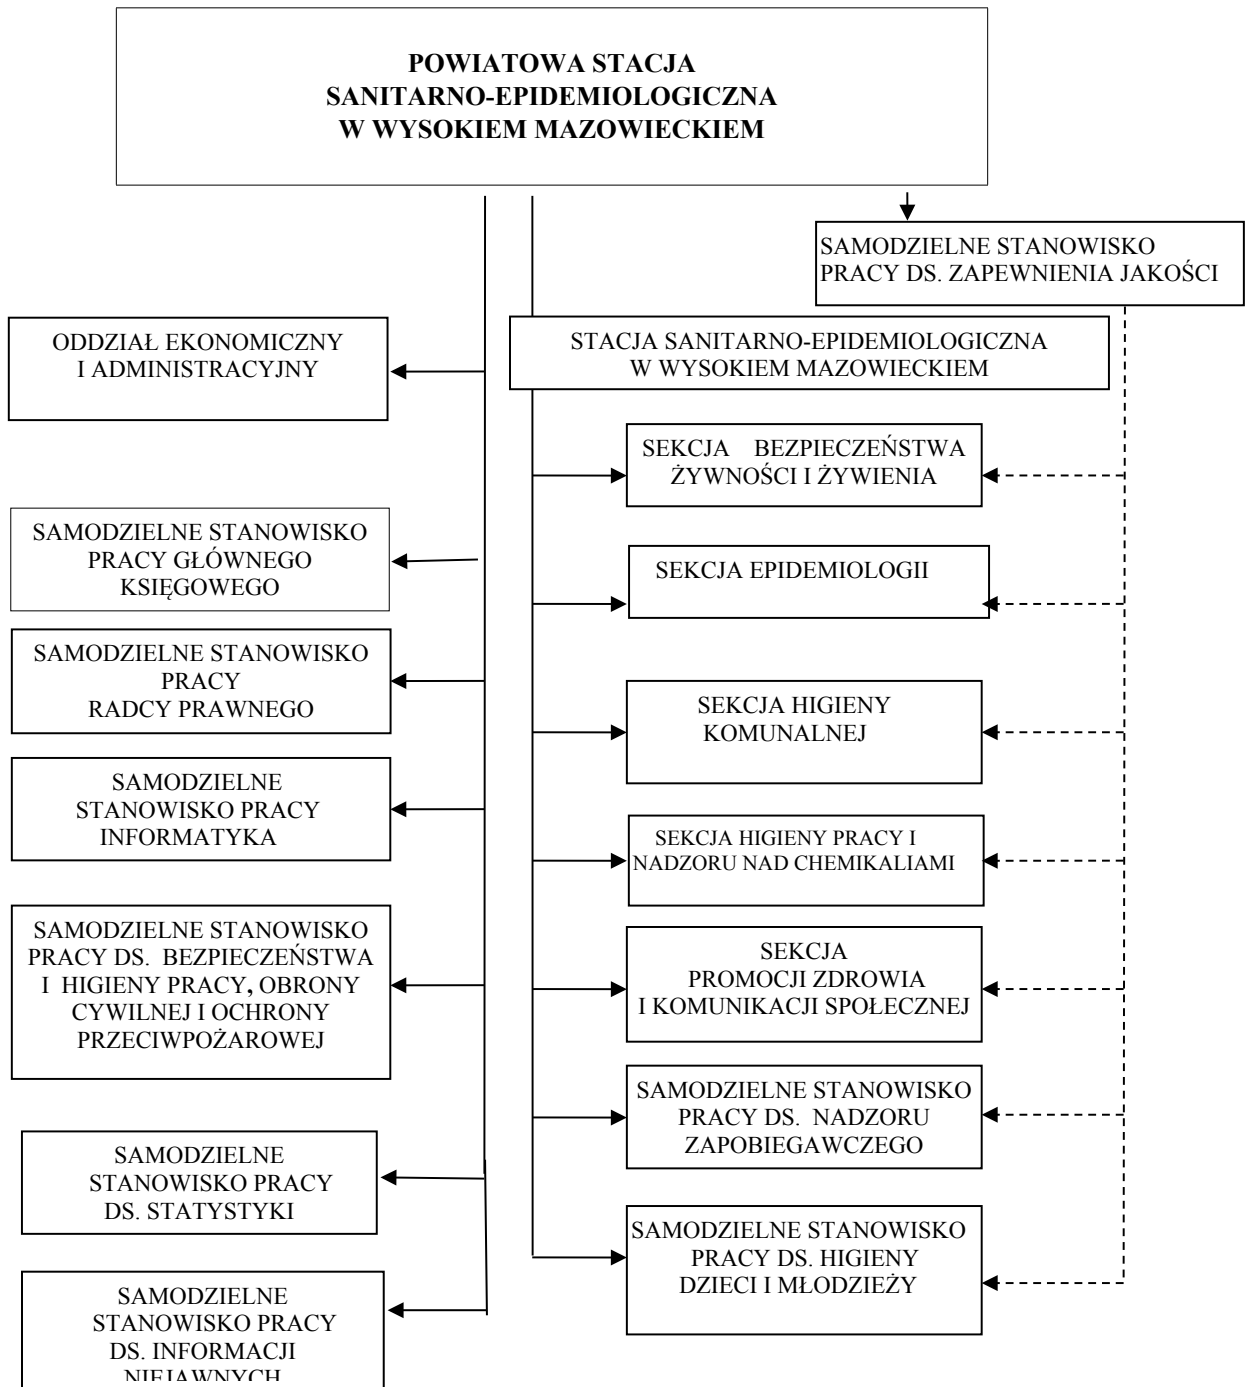 POWIATOWA STACJA
SANITARNO-EPIDEMIOLOGICZNA
W WYSOKIEM MAZOWIECKIEM
SAMODZIELNE STANOWISKO
PRACY DS. ZAPEWNIENIA JAKOŚCI
ODDZIAŁ EKONOMICZNY
I ADMINISTRACYJNY
SAMODZIELNE STANOWISKO
PRACY GŁÓWNEGO
KSIĘGOWEGO
SAMODZIELNE STANOWISKO
PRACY
RADCY PRAWNEGO
SAMODZIELNE
STANOWISKO PRACY
INFORMATYKA
SAMODZIELNE STANOWISKO
PRACY DS. BEZPIECZEŃSTWA
I HIGIENY PRACY, OBRONY
CYWILNEJ I OCHRONY
PRZECIWPOŻAROWEJ
SAMODZIELNE
STANOWISKO PRACY
DS. STATYSTYKI
SAMODZIELNE
STANOWISKO PRACY
DS. INFORMACJI
NIEJAWNYCH
STACJA SANITARNO-EPIDEMIOLOGICZNA
W WYSOKIEM MAZOWIECKIEM
SEKCJA BEZPIECZEŃSTWA
ŻYWNOŚCI I ŻYWIENIA
SEKCJA EPIDEMIOLOGII
SEKCJA HIGIENY
KOMUNALNEJ
SEKCJA HIGIENY PRACY I
NADZORU NAD CHEMIKALIAMI
SEKCJA
PROMOCJI ZDROWIA
I KOMUNIKACJI SPOŁECZNEJ
SAMODZIELNE STANOWISKO
PRACY DS. NADZORU
ZAPOBIEGAWCZEGO
SAMODZIELNE STANOWISKO
PRACY DS. HIGIENY
DZIECI I MŁODZIEŻY